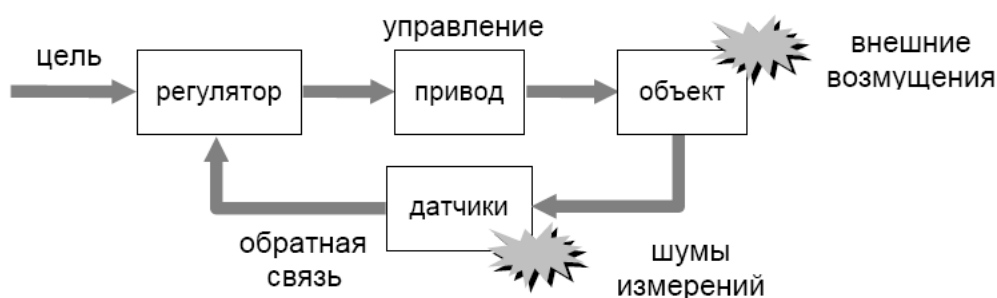 цель
управление
внешние
возмущения
регулятор
привод
объект
датчики
обратная
связь
шумы
измерений